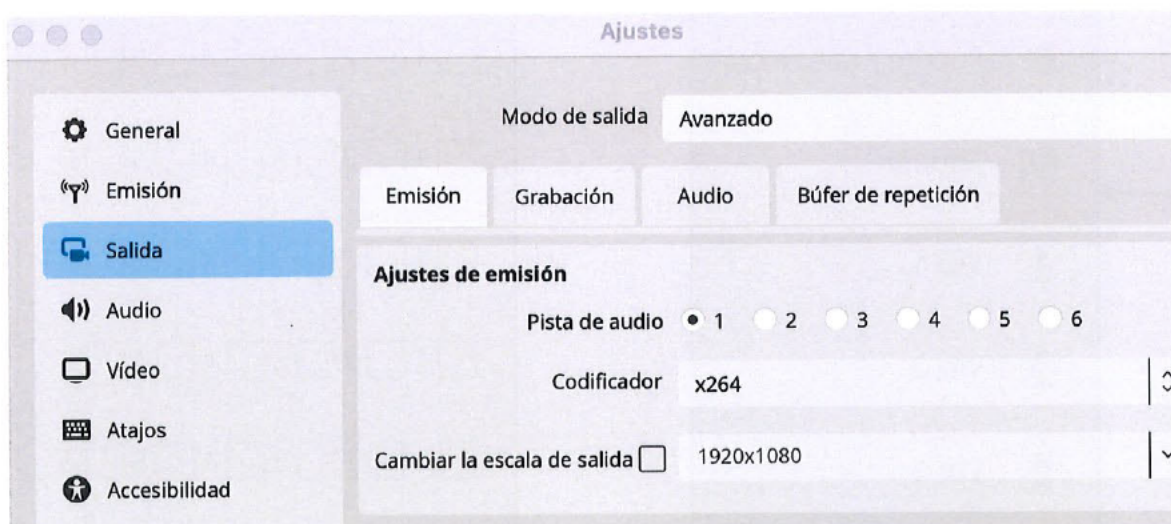 Ajustes
General
Emisión
Salida
Audio
Vídeo
Atajos
Accesibilidad
Modo de salida Avanzado
Emisión Grabación Audio Búfer de repetición
Ajustes de emisión
Pista de audio 1 2 3 4 5 6
Codificador x264
Cambiar la escala de salida 1920x1080